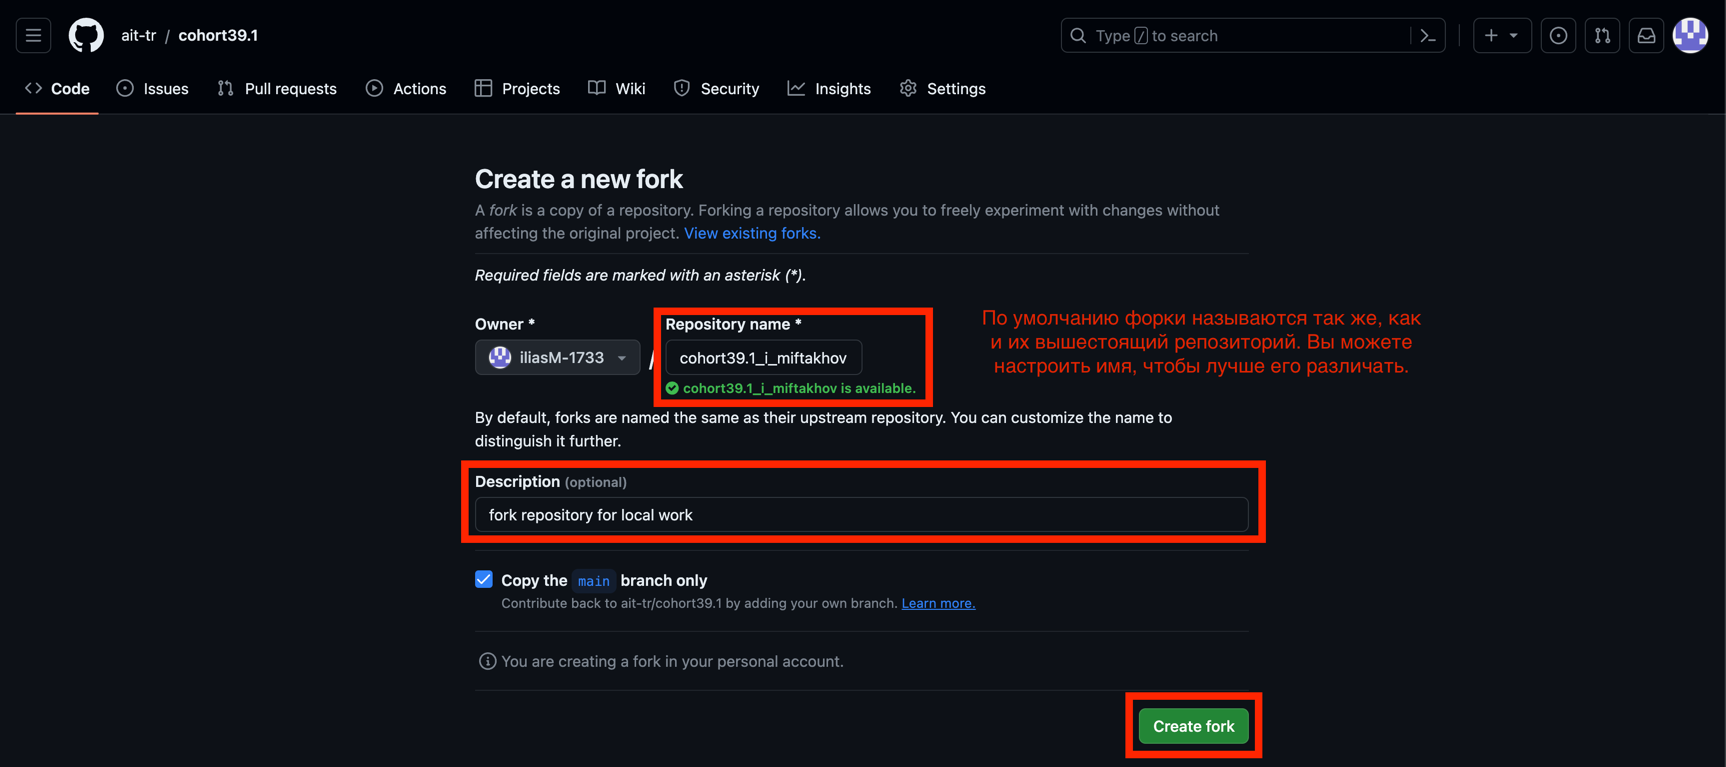 ait-tr / cohort39.1
Type / to search
Code Issues Pull requests Actions Projects Wiki Security Insights Settings
Create a new fork
A fork is a copy of a repository. Forking a repository allows you to freely experiment with changes without
affecting the original project. View existing forks.
Required fields are marked with an asterisk (*).
Owner *
iliasM-1733
/
Repository name *
cohort39.1_i_miftakhov
cohort39.1_i_miftakhov is available.
По умолчанию форки называются так же, как
и их вышестоящий репозиторий. Вы можете
настроить имя, чтобы лучше его различать.
By default, forks are named the same as their upstream repository. You can customize the name to
distinguish it further.
Description (optional)
fork repository for local work
Copy the main branch only
Contribute back to ait-tr/cohort39.1 by adding your own branch. Learn more.
You are creating a fork in your personal account.
Create fork